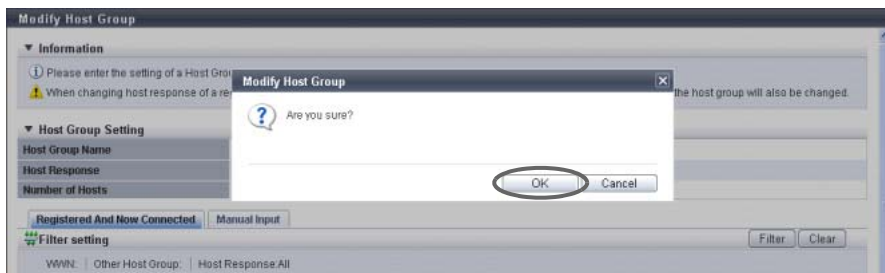 Modify Host Group
Information
Please enter the setting of a Host
When changing host response of a
the host group will also be changed.
Modify Host Group
Are you sure?
OK Cancel
Host Group Setting
Host Group Name
Host Response
Number of Hosts
Registered And Now Connected Manual Input
Filter setting Filter Clear
WWN: Other Host Group: Host Response:All